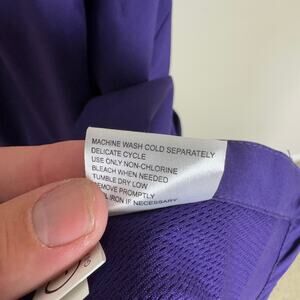 MACHINE WASH COLD SEPARATELY
DELICATE CYCLE
USE ONLY NON-CHLORINE
BLEACH WHEN NEEDED
TUMBLE DRY LOW
REMOVE PROMPTLY
IRON IF NECESSARY